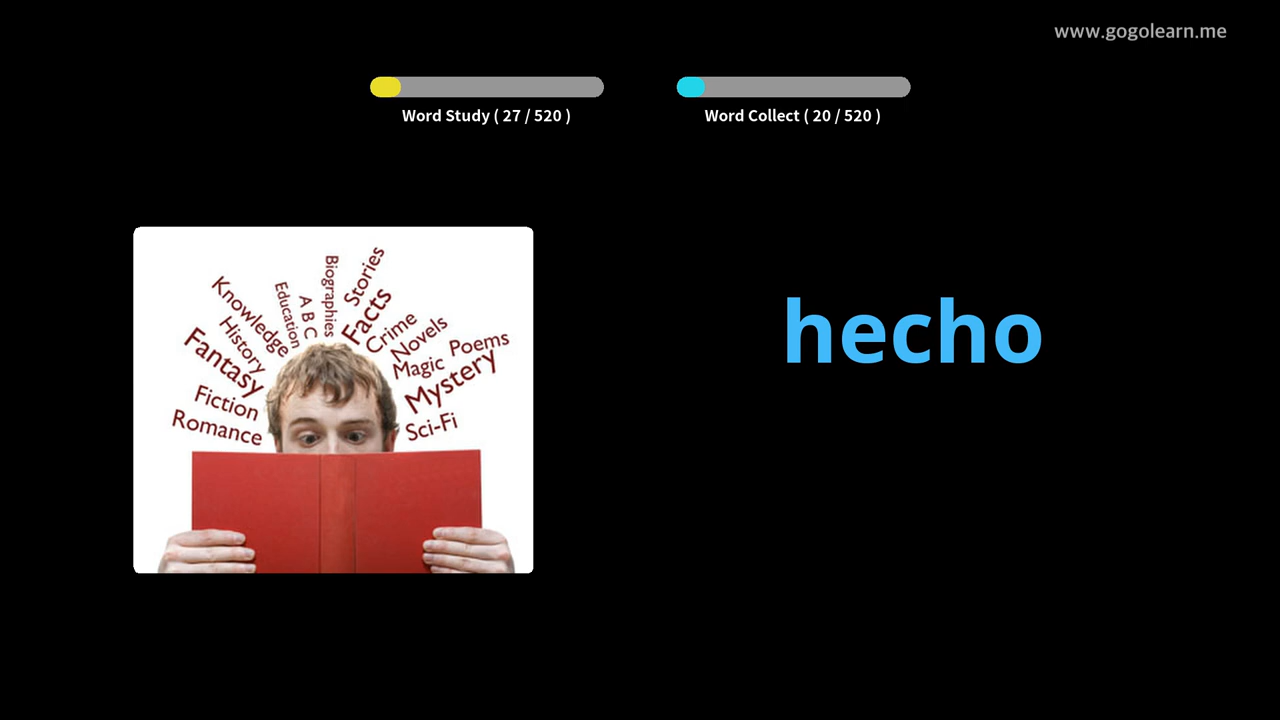 www.gogolearn.me
Word Study ( 27 / 520 )
Word Collect ( 20 / 520 )
hecho
Knowledge
Education
A B C
Biographies
Stories
Facts
Crime
Novels
Poems
History
Fantasy
Magic
Mystery
Fiction
Romance
Sci-Fi